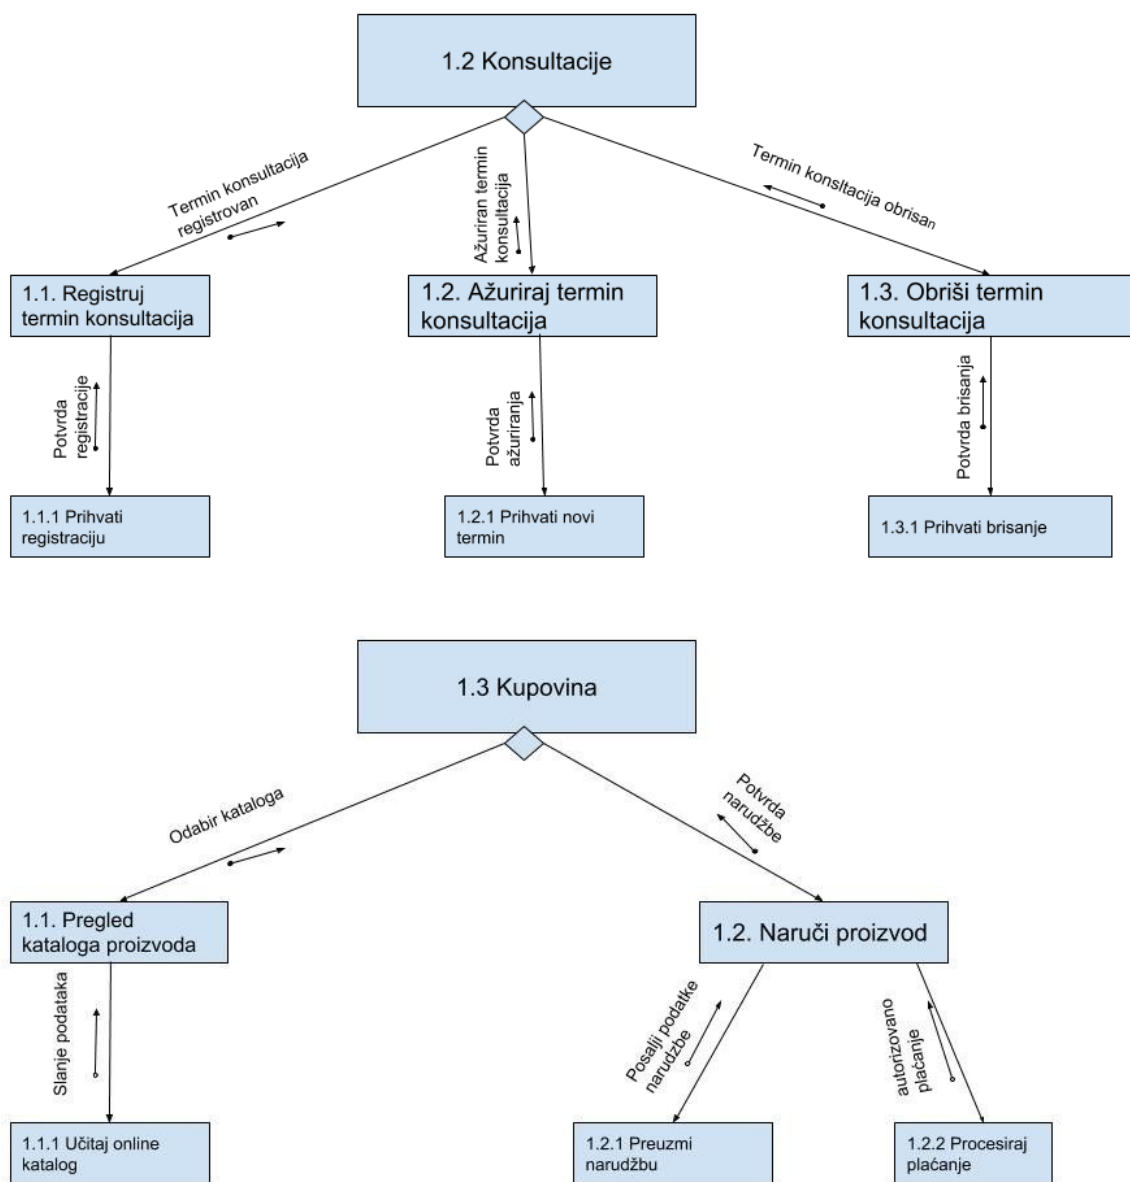 1.2 Konsultacije
Termin konsultacija
registrovan
Ažuriran termin
konsultacija
Termin konsltacija obrisan
1.1. Registruj
termin konsultacija
1.2. Ažuriraj termin
konsultacija
1.3. Obriši termin
konsultacija
Potvrda
registracije
Potvrda
ažuriranja
Potvrda brisanja
1.1.1 Prihvati
registraciju
1.2.1 Prihvati novi
termin
1.3.1 Prihvati brisanje
1.3 Kupovina
Odabir kataloga
Potvrda
narudžbe
1.1. Pregled
kataloga proizvoda
1.2. Naruči proizvod
Slanje podataka
Posalji podatke
narudzbe
autorizovano
plaćanje
1.1.1 Učitaj online
katalog
1.2.1 Preuzmi
narudžbu
1.2.2 Procesiraj
plaćanje